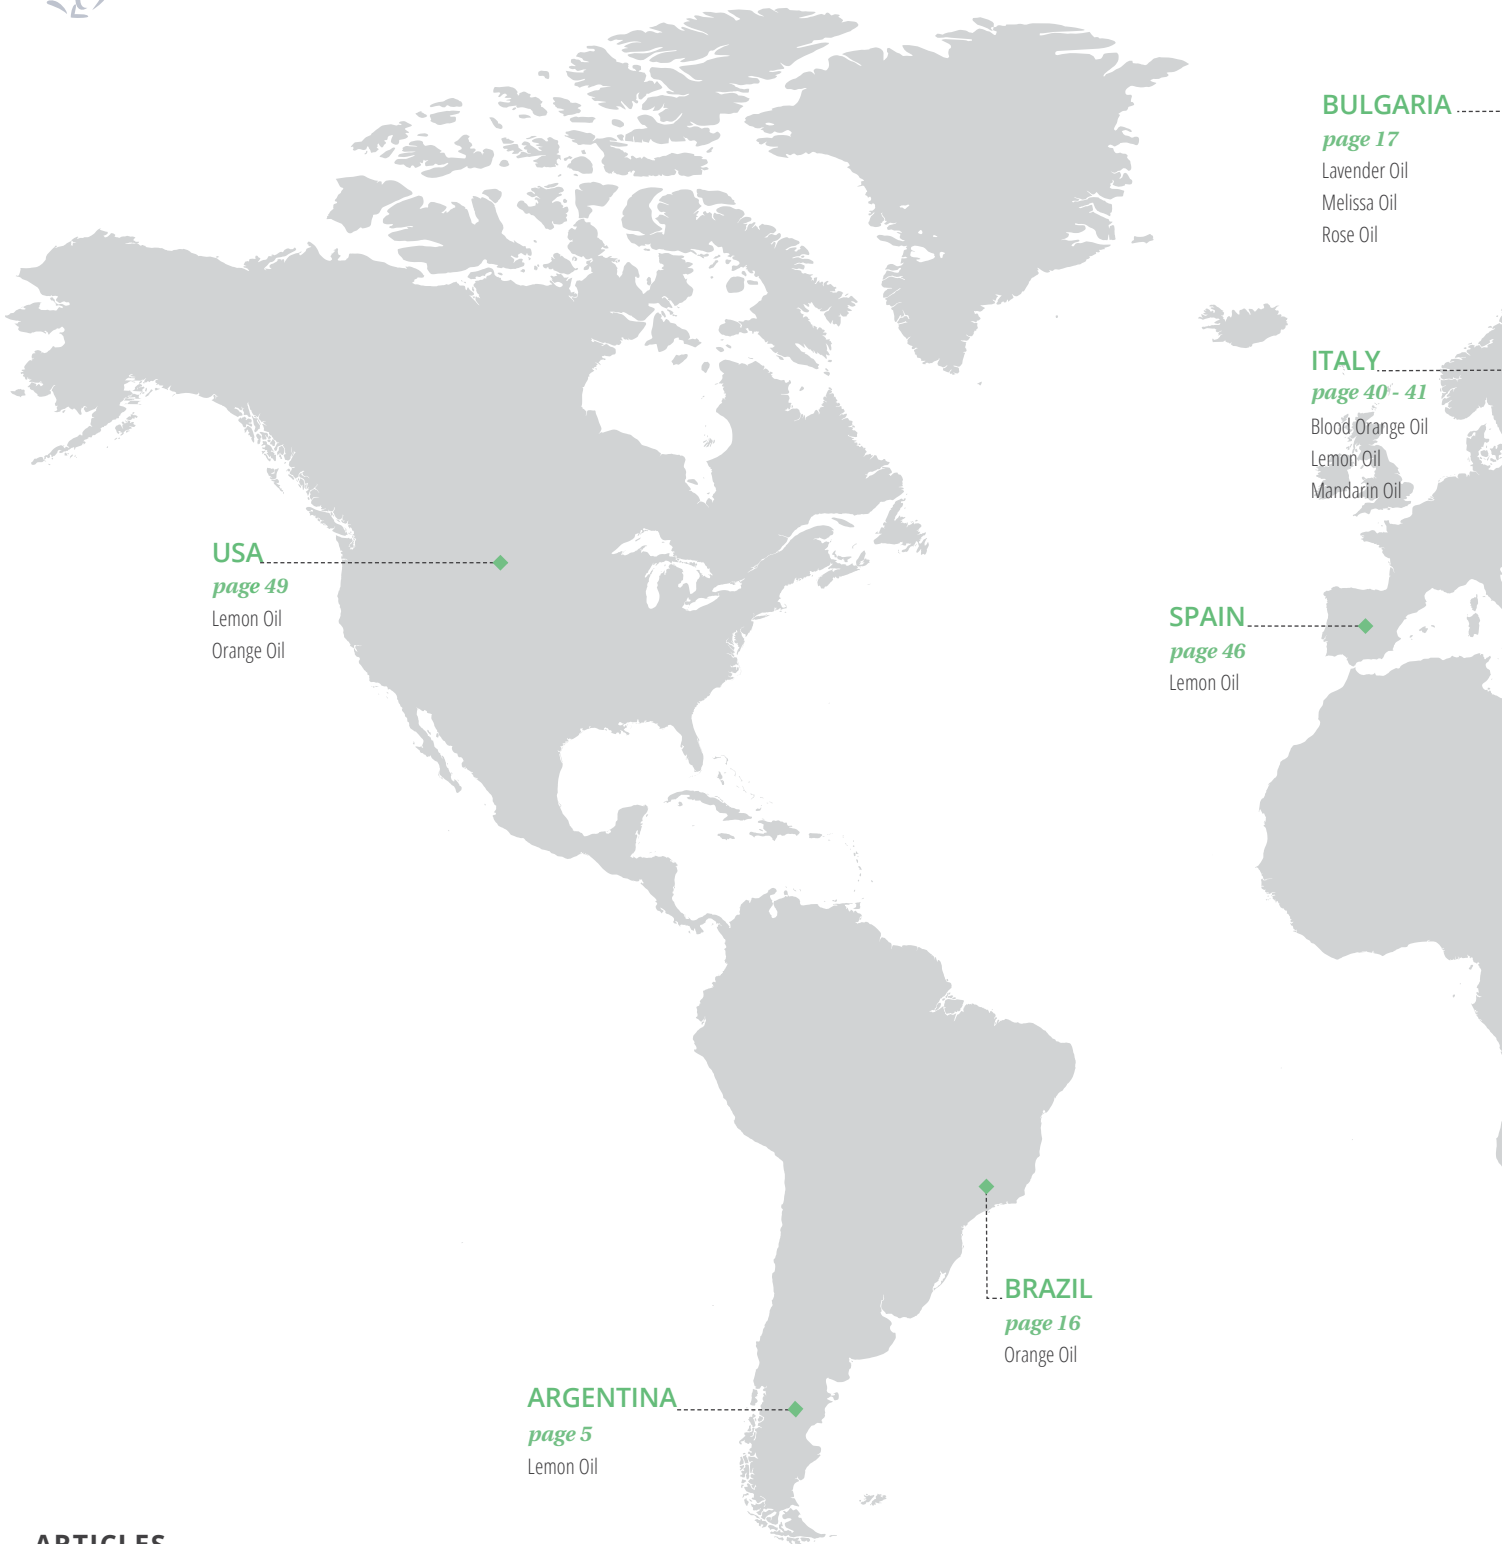 BULGARIA
page 17
Lavender Oil
Melissa Oil
Rose Oil
ITALY
page 40 - 41
Blood Orange Oil
Lemon Oil
Mandarin Oil
USA
page 49
Lemon Oil
Orange Oil
SPAIN
page 46
Lemon Oil
BRAZIL
page 16
Orange Oil
ARGENTINA
page 5
Lemon Oil
ARTICLES